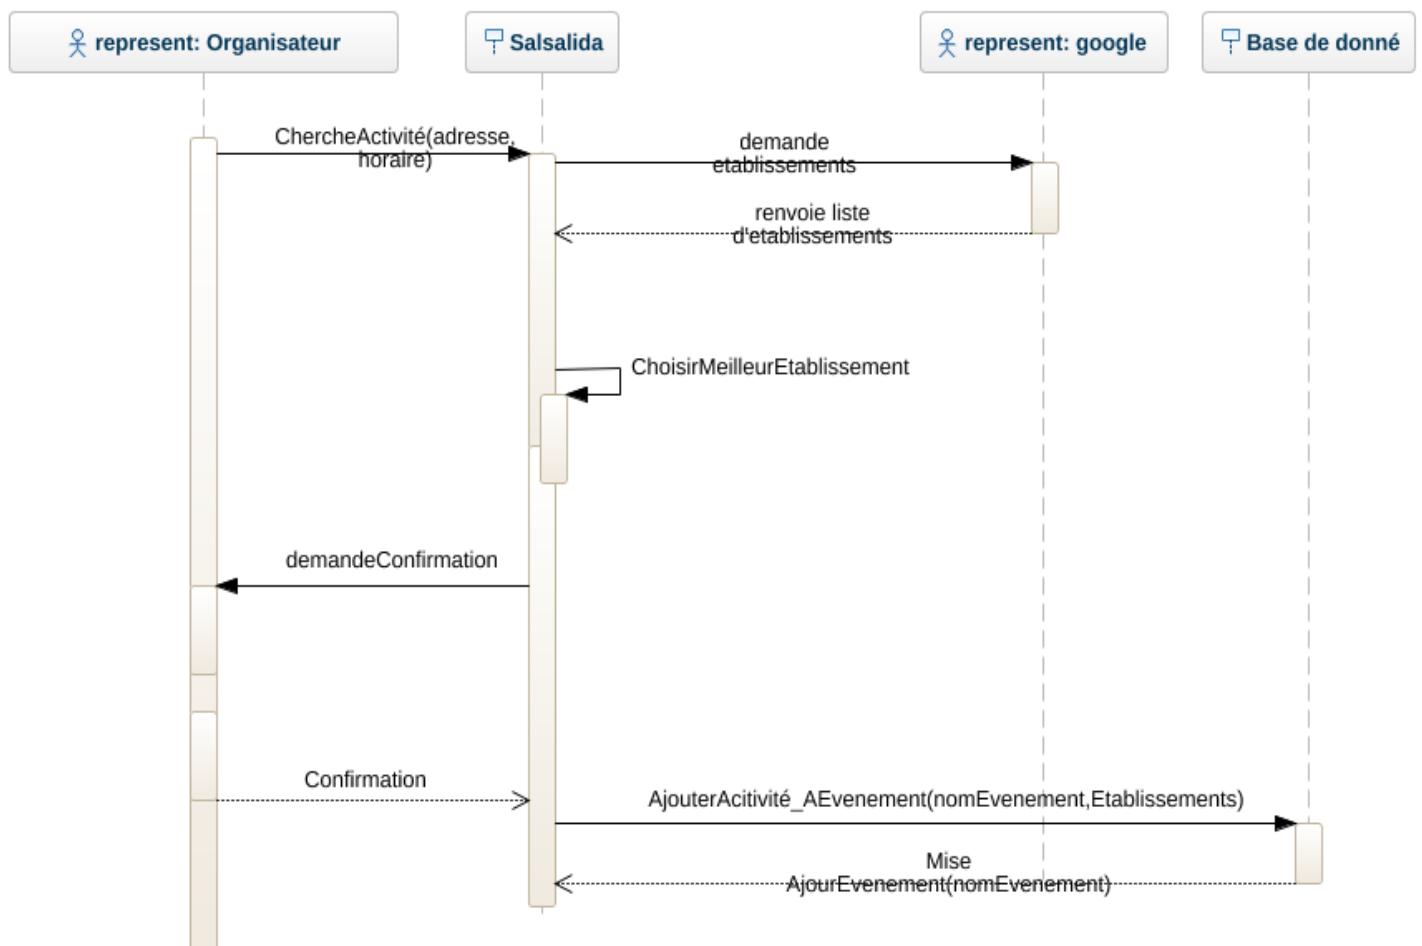 represent: Organisateur
Salsalida
represent: google
Base de donné
ChercheActivité(adresse,
horaire)
demande
etablissements
renvoie liste
d'etablissements
ChoisirMeilleurEtablissement
demandeConfirmation
Confirmation
AjouterAcitivité_AEvenement(nomEvenement,Etablissements)
Mise
AjourEvenement(nomEvenement)